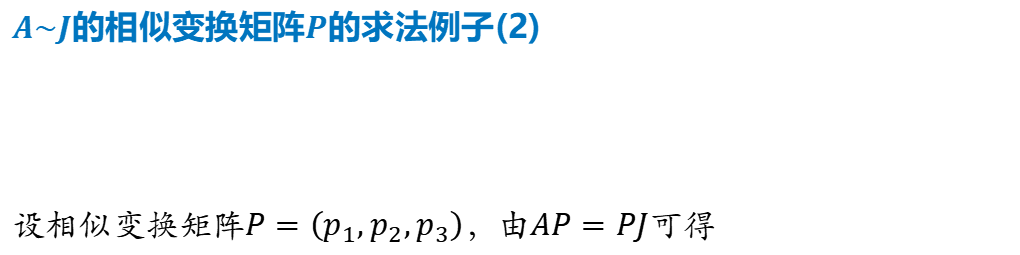 A~J的相似变换矩阵P的求法例子(2)
设相似变换矩阵P = (p₁, p₂, p₃)，由AP = PJ可得